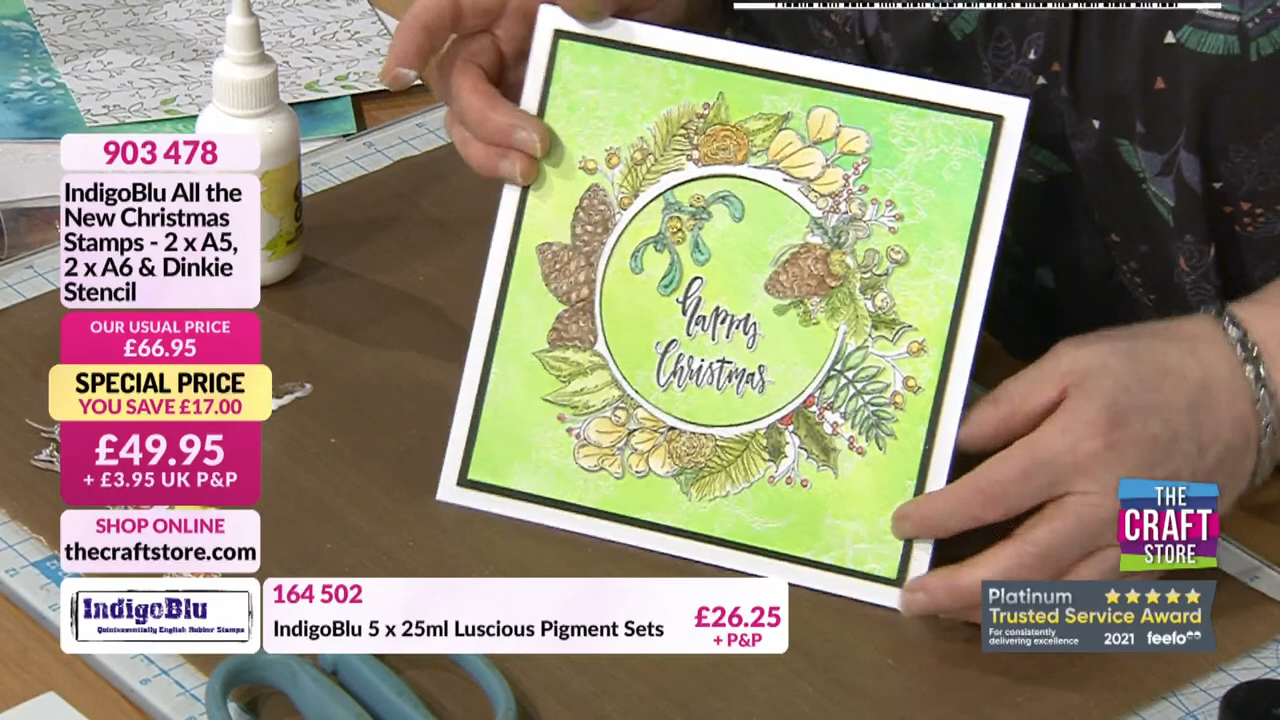 903 478
IndigoBlu All the
New Christmas
Stamps - 2 x A5,
2 x A6 & Dinkie
Stencil
OUR USUAL PRICE
£66.95
SPECIAL PRICE
YOU SAVE £17.00
£49.95
+ £3.95 UK P&P
SHOP ONLINE
thecraftstore.com
happy
Christmas
IndigoBlu
Quintessentially English Rubber Stamps
164 502
IndigoBlu 5 x 25ml Luscious Pigment Sets
£26.25
+ P&P
THE
CRAFT
STORE
Platinum
Trusted Service Award
For consistently
delivering excellence
2021 feefo